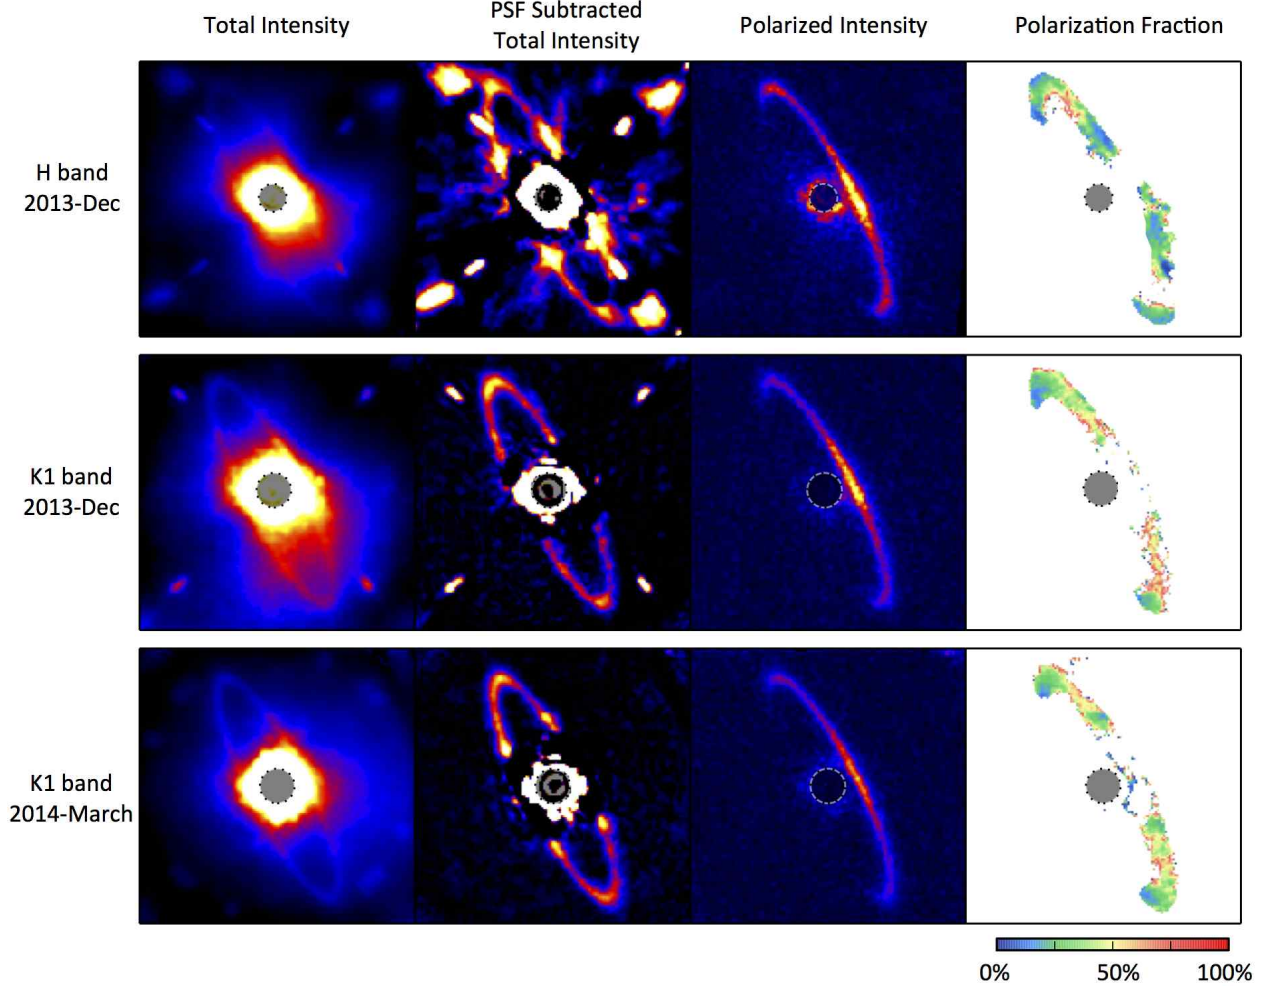 Total Intensity
PSF Subtracted
Total Intensity
Polarized Intensity
Polarization Fraction
H band
2013-Dec
K1 band
2013-Dec
K1 band
2014-March
0%
50%
100%